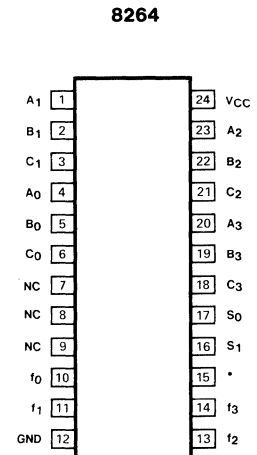 8264
A1 1 24 VCC
B1 2 23 A2
C1 3 22 B2
A0 4 21 C2
B0 5 20 A3
C0 6 19 B3
NC 7 18 C3
NC 8 17 S0
NC 9 16 S1
f0 10 15 *
f1 11 14 f3
GND 12 13 f2